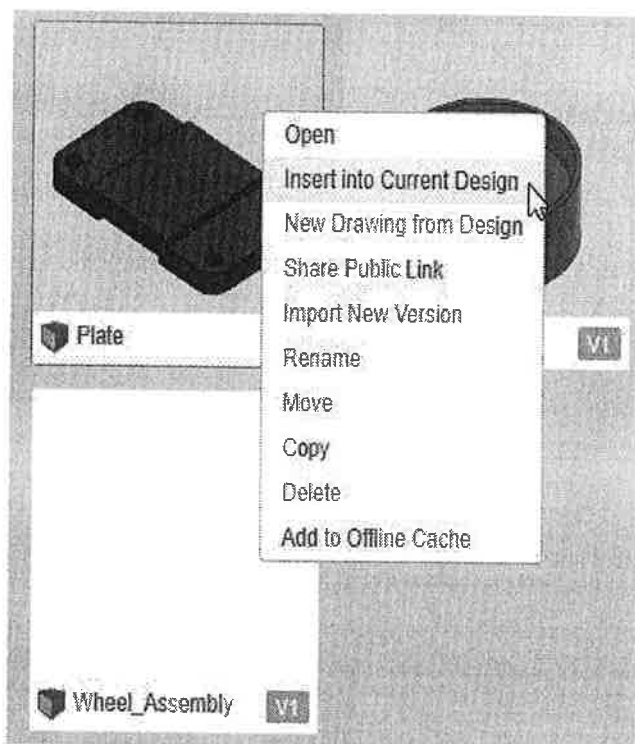 Open
Insert into Current Design
New Drawing from Design
Share Public Link
Import New Version
Rename
Move
Copy
Delete
Add to Offline Cache
Plate
V1
Wheel_Assembly
V1